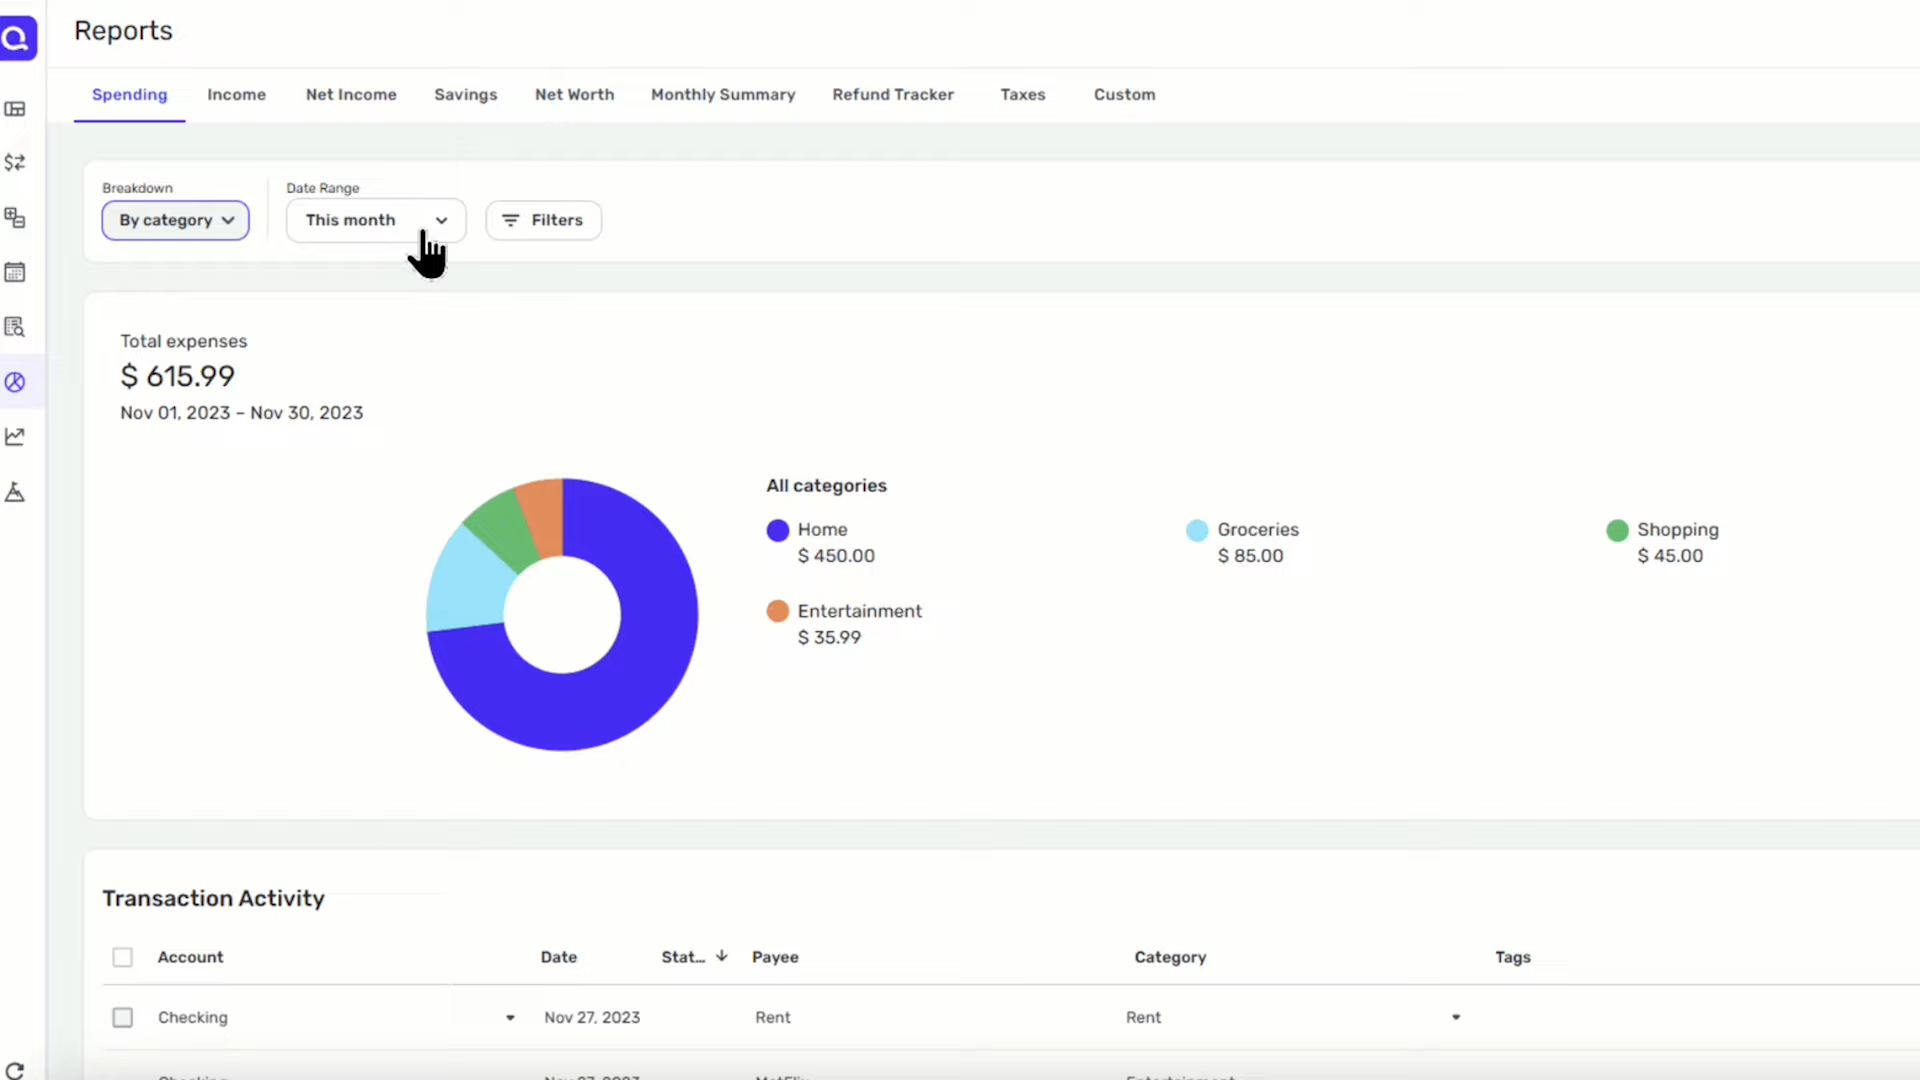 Reports
Spending Income Net Income Savings Net Worth Monthly Summary Refund Tracker Taxes Custom
Breakdown Date Range
By category This month Filters
Total expenses
$ 615.99
Nov 01, 2023 – Nov 30, 2023
All categories
Home Groceries Shopping
$ 450.00 $ 85.00 $ 45.00
Entertainment
$ 35.99
Transaction Activity
Account Date Stat... Payee Category Tags
Checking Nov 27, 2023 Rent Rent